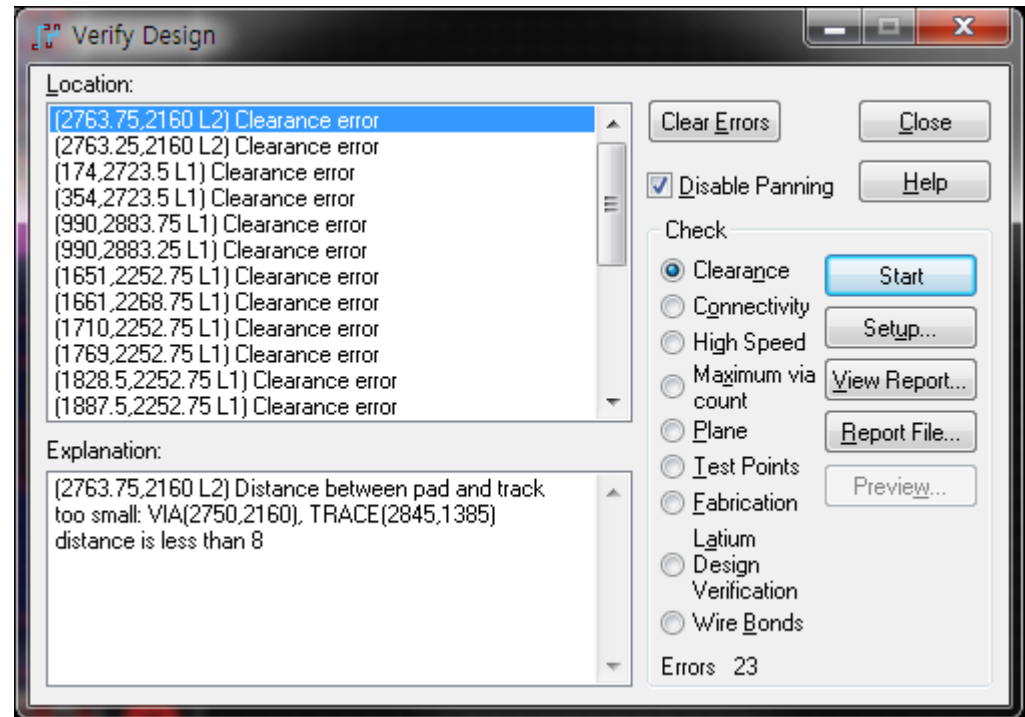 Verify Design
Location:
(2763.75,2160 L2) Clearance error
(2763.25,2160 L2) Clearance error
(174,2723.5 L1) Clearance error
(354,2723.5 L1) Clearance error
(990,2883.75 L1) Clearance error
(990,2883.25 L1) Clearance error
(1651,2252.75 L1) Clearance error
(1661,2268.75 L1) Clearance error
(1710,2252.75 L1) Clearance error
(1769,2252.75 L1) Clearance error
(1828.5,2252.75 L1) Clearance error
(1887.5,2252.75 L1) Clearance error
Explanation:
(2763.75,2160 L2) Distance between pad and track
too small: VIA(2750,2160), TRACE(2845,1385)
distance is less than 8
Clear Errors
Close
Disable Panning
Help
Check
Clearance
Start
Connectivity
Setup...
High Speed
Maximum via
count
View Report...
Plane
Report File...
Test Points
Preview...
Fabrication
Latium
Design
Verification
Wire Bonds
Errors 23